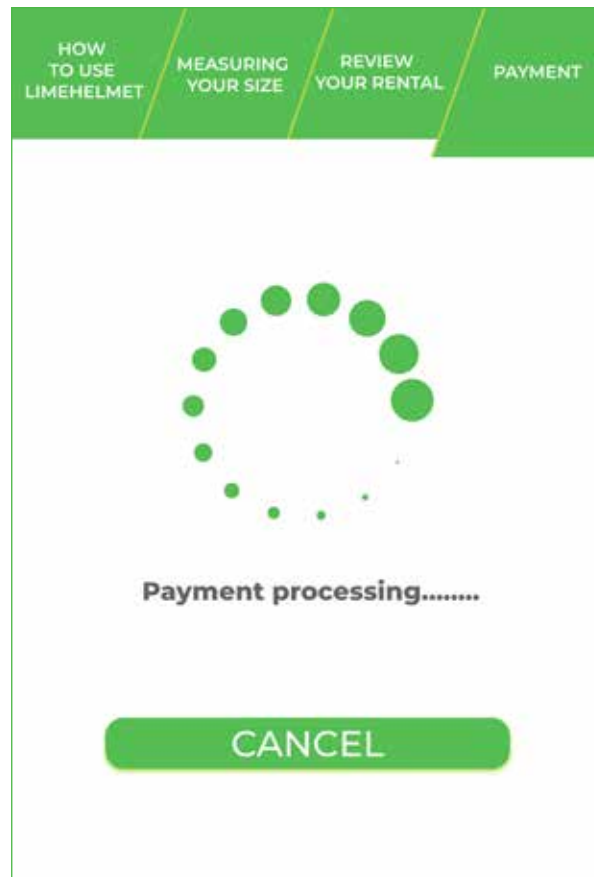 HOW
TO USE
LIMEHELMET
MEASURING
YOUR SIZE
REVIEW
YOUR RENTAL
PAYMENT
Payment processing........
CANCEL